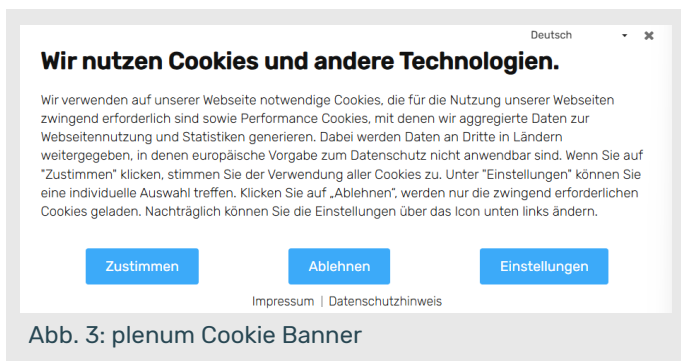 Deutsch
Wir nutzen Cookies und andere Technologien.
Wir verwenden auf unserer Webseite notwendige Cookies, die für die Nutzung unserer Webseiten
zwingend erforderlich sind sowie Performance Cookies, mit denen wir aggregierte Daten zur
Webseitennutzung und Statistiken generieren. Dabei werden Daten an Dritte in Ländern
weitergegeben, in denen europäische Vorgabe zum Datenschutz nicht anwendbar sind. Wenn Sie auf
"Zustimmen" klicken, stimmen Sie der Verwendung aller Cookies zu. Unter "Einstellungen" können Sie
eine individuelle Auswahl treffen. Klicken Sie auf „Ablehnen“, werden nur die zwingend erforderlichen
Cookies geladen. Nachträglich können Sie die Einstellungen über das Icon unten links ändern.
Zustimmen Ablehnen Einstellungen
Impressum | Datenschutzhinweis
Abb. 3: plenum Cookie Banner